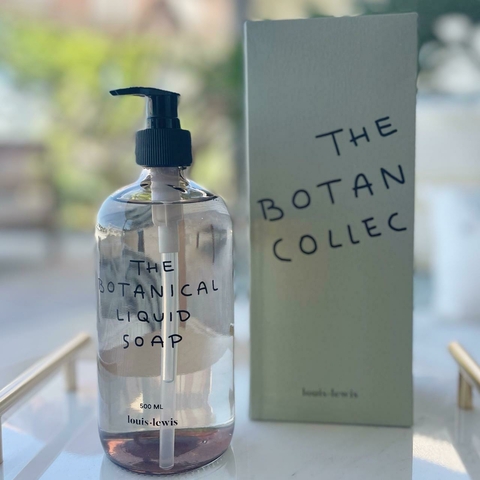 THE
BOTANICAL
LIQUID
SOAP
500 ML
louis·lewis
THE
BOTAN
COLLEC
louis·lewis